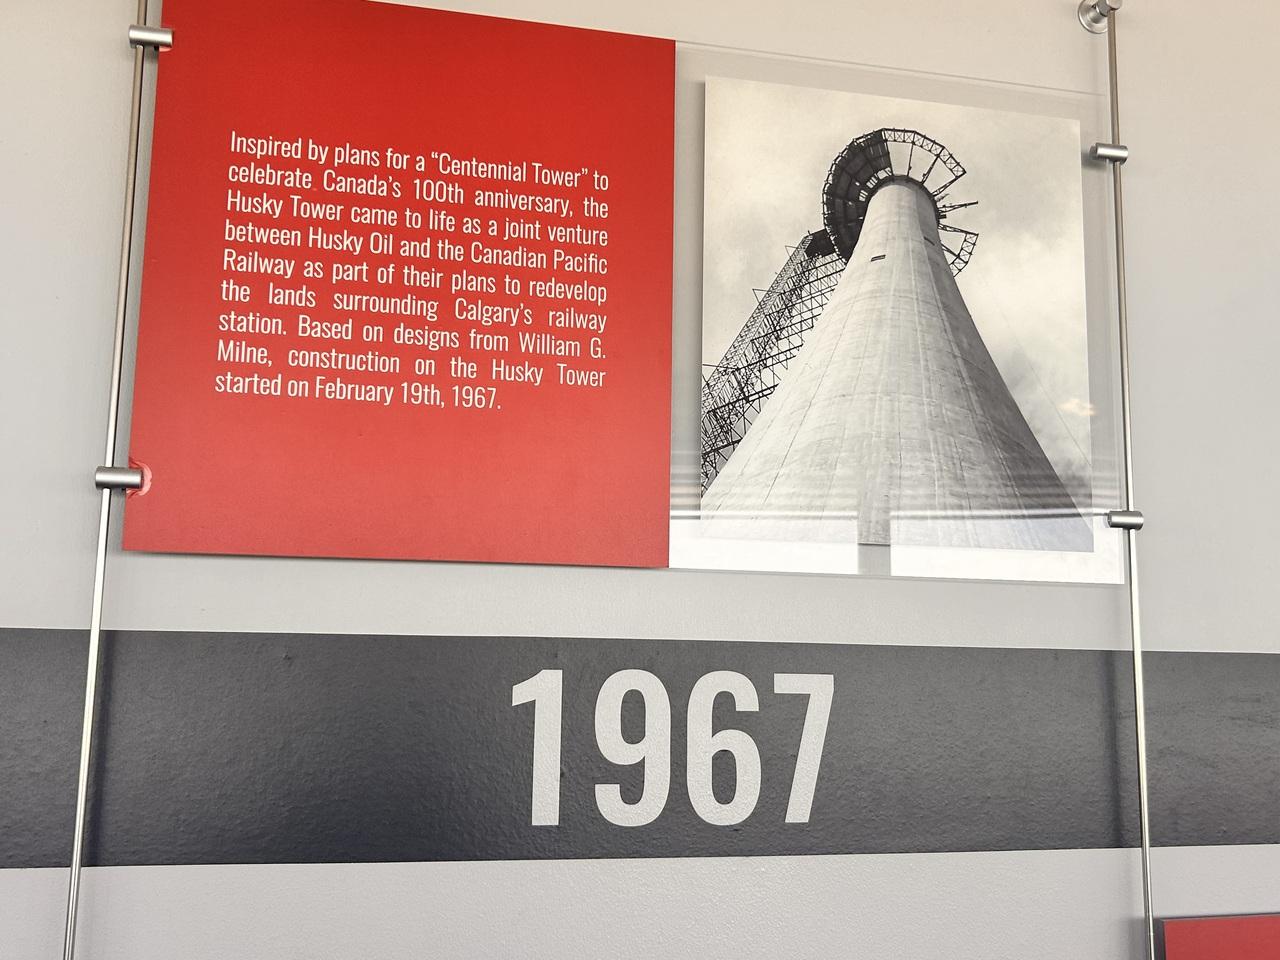 Inspired by plans for a “Centennial Tower” to
celebrate Canada’s 100th anniversary, the
Husky Tower came to life as a joint venture
between Husky Oil and the Canadian Pacific
Railway as part of their plans to redevelop
the lands surrounding Calgary’s railway
station. Based on designs from William G.
Milne, construction on the Husky Tower
started on February 19th, 1967.
1967